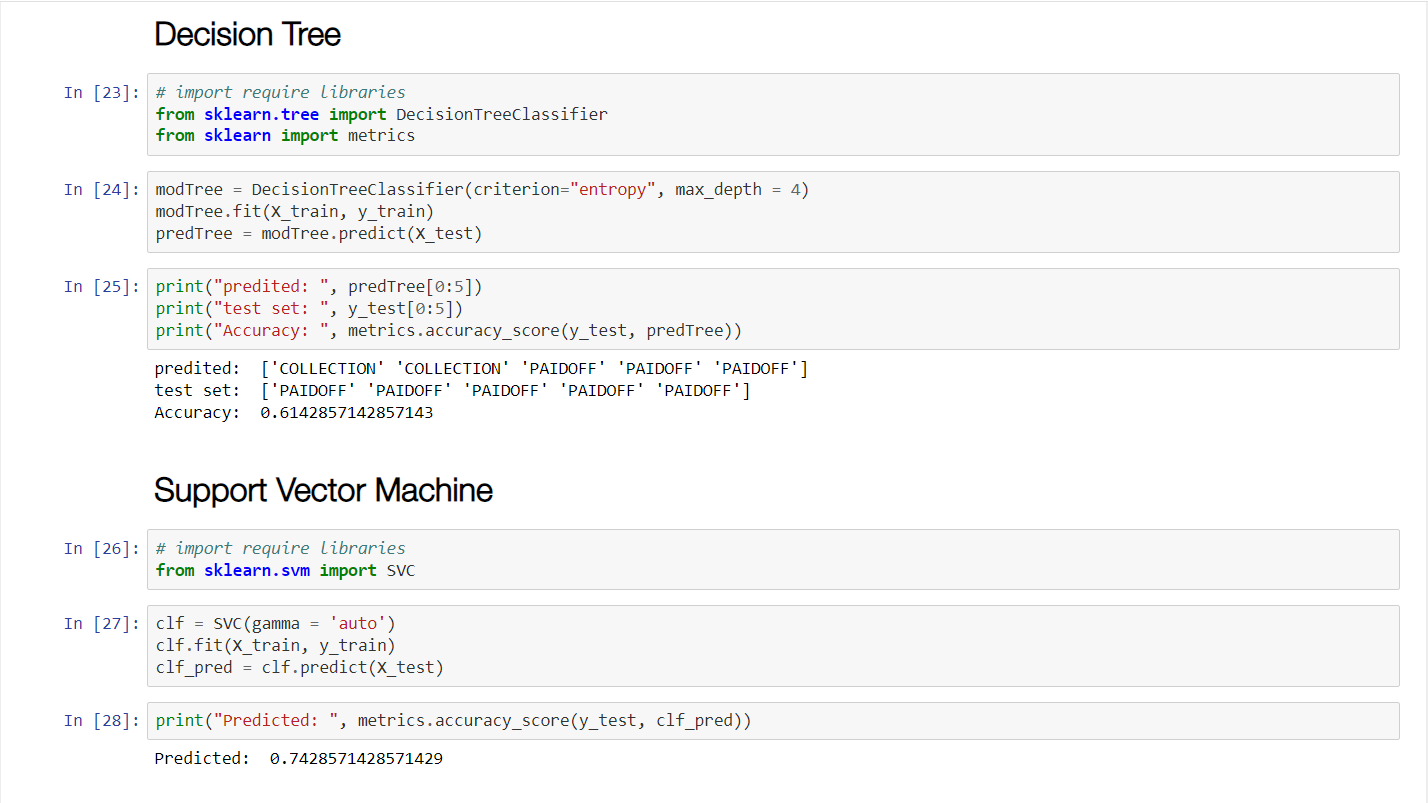 Decision Tree
In [23]: # import require libraries
from sklearn.tree import DecisionTreeClassifier
from sklearn import metrics
In [24]: modTree = DecisionTreeClassifier(criterion="entropy", max_depth = 4)
modTree.fit(X_train, y_train)
predTree = modTree.predict(X_test)
In [25]: print("predited: ", predTree[0:5])
print("test set: ", y_test[0:5])
print("Accuracy: ", metrics.accuracy_score(y_test, predTree))
predited:  ['COLLECTION' 'COLLECTION' 'PAIDOFF' 'PAIDOFF' 'PAIDOFF']
test set:  ['PAIDOFF' 'PAIDOFF' 'PAIDOFF' 'PAIDOFF' 'PAIDOFF']
Accuracy:  0.6142857142857143
Support Vector Machine
In [26]: # import require libraries
from sklearn.svm import SVC
In [27]: clf = SVC(gamma = 'auto')
clf.fit(X_train, y_train)
clf_pred = clf.predict(X_test)
In [28]: print("Predicted: ", metrics.accuracy_score(y_test, clf_pred))
Predicted:  0.7428571428571429